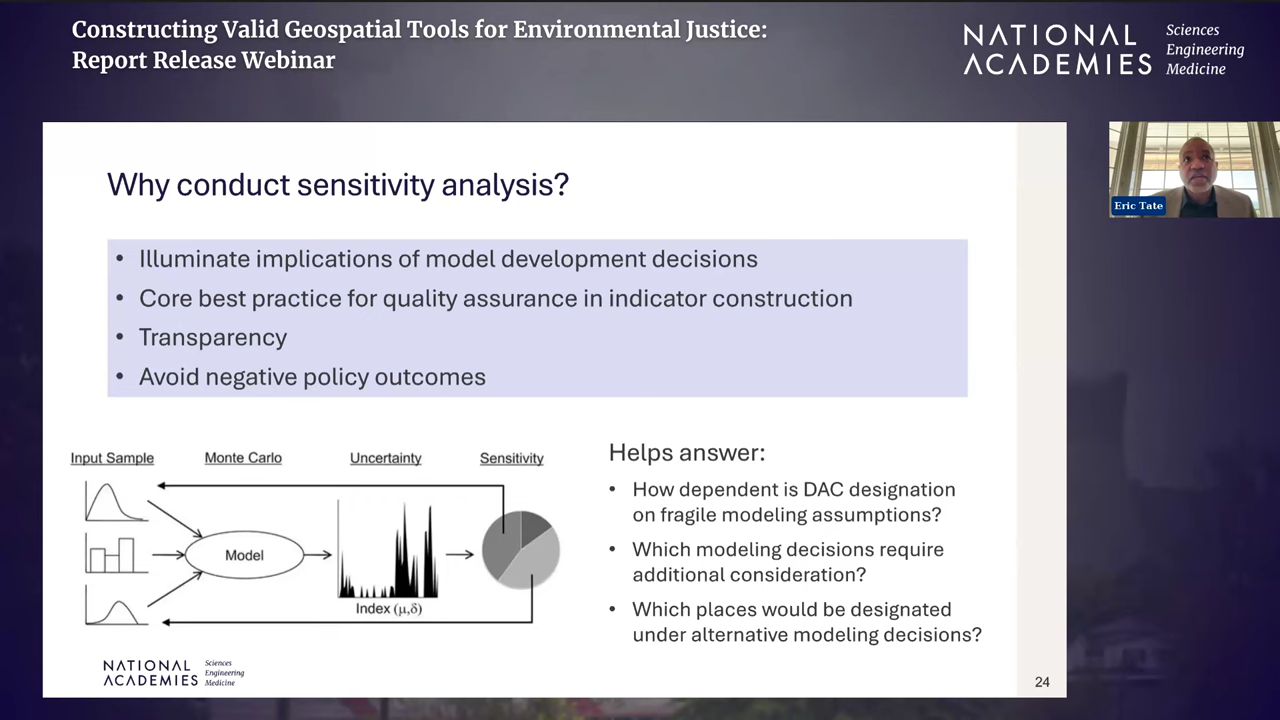 Constructing Valid Geospatial Tools for Environmental Justice:
Report Release Webinar
NATIONAL
ACADEMIES
Sciences
Engineering
Medicine
Eric Tate
Why conduct sensitivity analysis?
• Illuminate implications of model development decisions
• Core best practice for quality assurance in indicator construction
• Transparency
• Avoid negative policy outcomes
Input Sample Monte Carlo Uncertainty Sensitivity
Model
Index (μ,δ)
Helps answer:
• How dependent is DAC designation
on fragile modeling assumptions?
• Which modeling decisions require
additional consideration?
• Which places would be designated
under alternative modeling decisions?
NATIONAL
ACADEMIES
Sciences
Engineering
Medicine
24